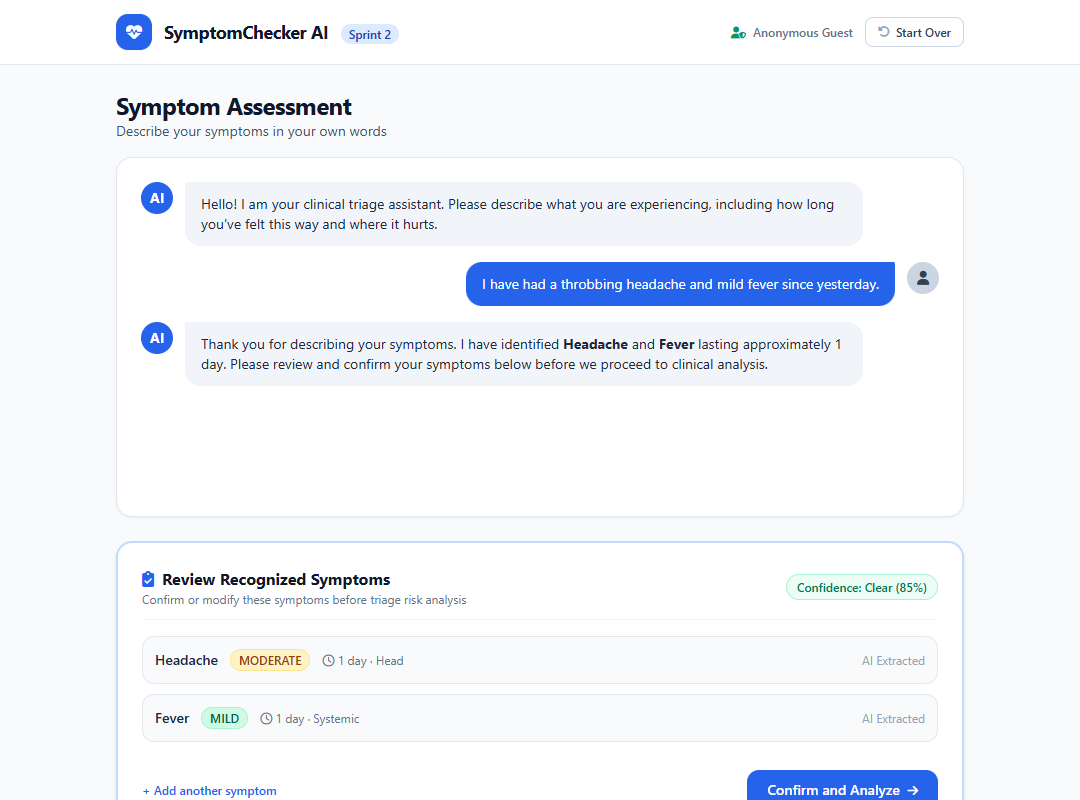 SymptomChecker AI Sprint 2 Anonymous Guest Start Over
Symptom Assessment
Describe your symptoms in your own words
AI
Hello! I am your clinical triage assistant. Please describe what you are experiencing, including how long
you've felt this way and where it hurts.
I have had a throbbing headache and mild fever since yesterday.
AI
Thank you for describing your symptoms. I have identified Headache and Fever lasting approximately 1
day. Please review and confirm your symptoms below before we proceed to clinical analysis.
Review Recognized Symptoms
Confirm or modify these symptoms before triage risk analysis
Confidence: Clear (85%)
Headache MODERATE 1 day · Head AI Extracted
Fever MILD 1 day · Systemic AI Extracted
+ Add another symptom Confirm and Analyze →